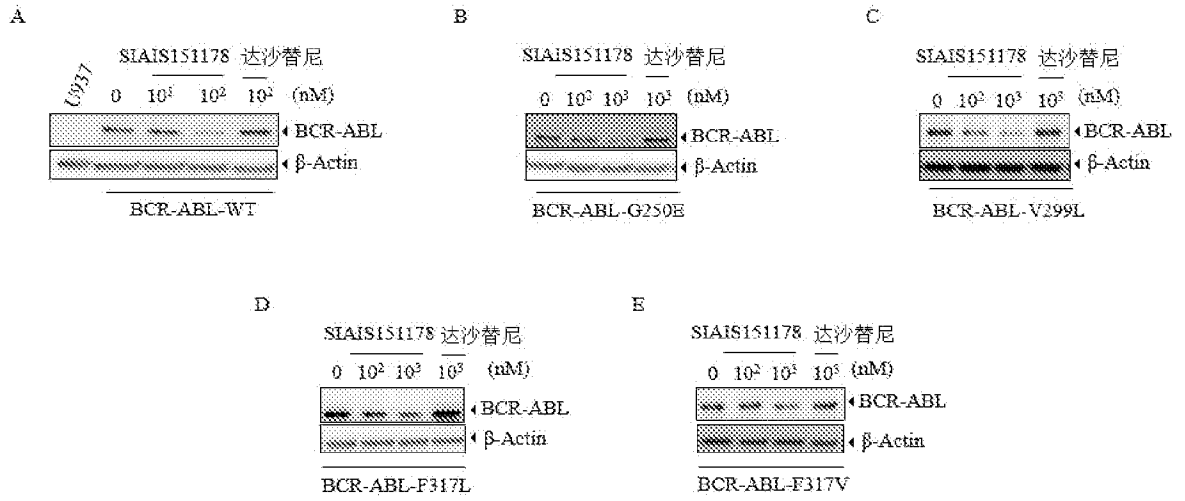 A
SIAIS151178 达沙替尼
U937 0 10¹ 10² 10² (nM)
BCR-ABL
β-Actin
BCR-ABL-WT
B
SIAIS151178 达沙替尼
0 10² 10³ 10³ (nM)
BCR-ABL
β-Actin
BCR-ABL-G250E
C
SIAIS151178 达沙替尼
0 10² 10³ 10³ (nM)
BCR-ABL
β-Actin
BCR-ABL-V299L
D
SIAIS151178 达沙替尼
0 10² 10³ 10³ (nM)
BCR-ABL
β-Actin
BCR-ABL-F317L
E
SIAIS151178 达沙替尼
0 10² 10³ 10³ (nM)
BCR-ABL
β-Actin
BCR-ABL-F317V